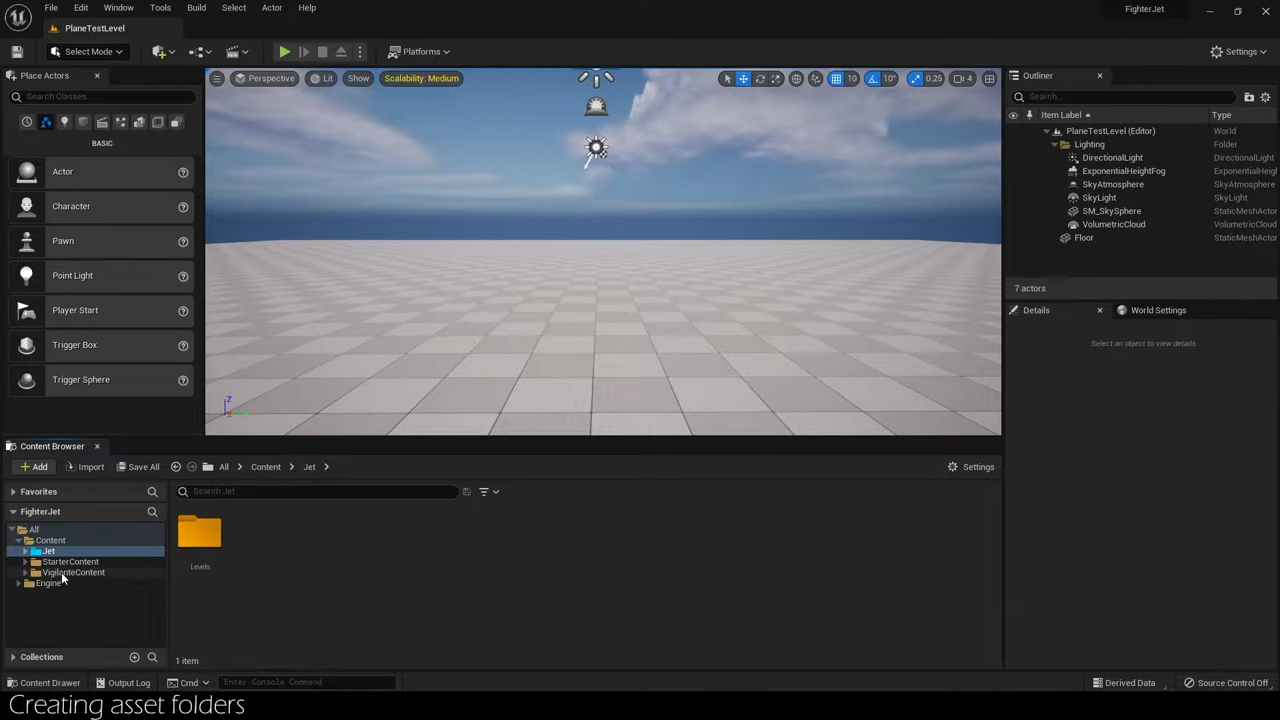 File Edit Window Tools Build Select Actor Help
FighterJet
PlaneTestLevel
Select Mode
Platforms
Settings
Place Actors
Search Classes
BASIC
Actor
Character
Pawn
Point Light
Player Start
Trigger Box
Trigger Sphere
Perspective Lit Show Scalability: Medium
10 10° 0.25 4
Z
Outliner
Search...
Item Label Type
PlaneTestLevel (Editor) World
Lighting Folder
DirectionalLight DirectionalLight
ExponentialHeightFog ExponentialHeig
SkyAtmosphere SkyAtmosphere
SkyLight SkyLight
SM_SkySphere StaticMeshActor
VolumetricCloud VolumetricCloud
Floor StaticMeshActor
7 actors
Details World Settings
Select an object to view details.
Content Browser
Add Import Save All All Content Jet Settings
Favorites
Search Jet
FighterJet
All
Content
Jet
StarterContent
VigilanteContent
Engine
Levels
Collections
1 item
Content Drawer Output Log Cmd Enter Console Command Derived Data Source Control Off
Creating asset folders